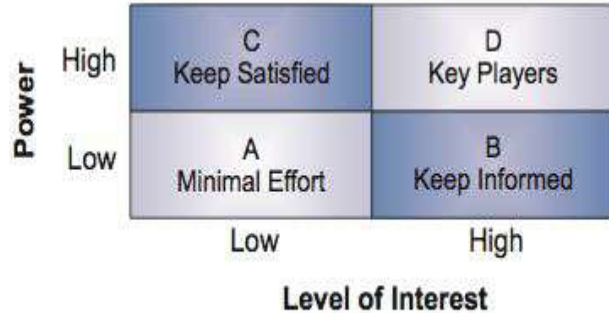 C
Keep Satisfied
D
Key Players
High
Power
Low
A
Minimal Effort
B
Keep Informed
Low
High
Level of Interest